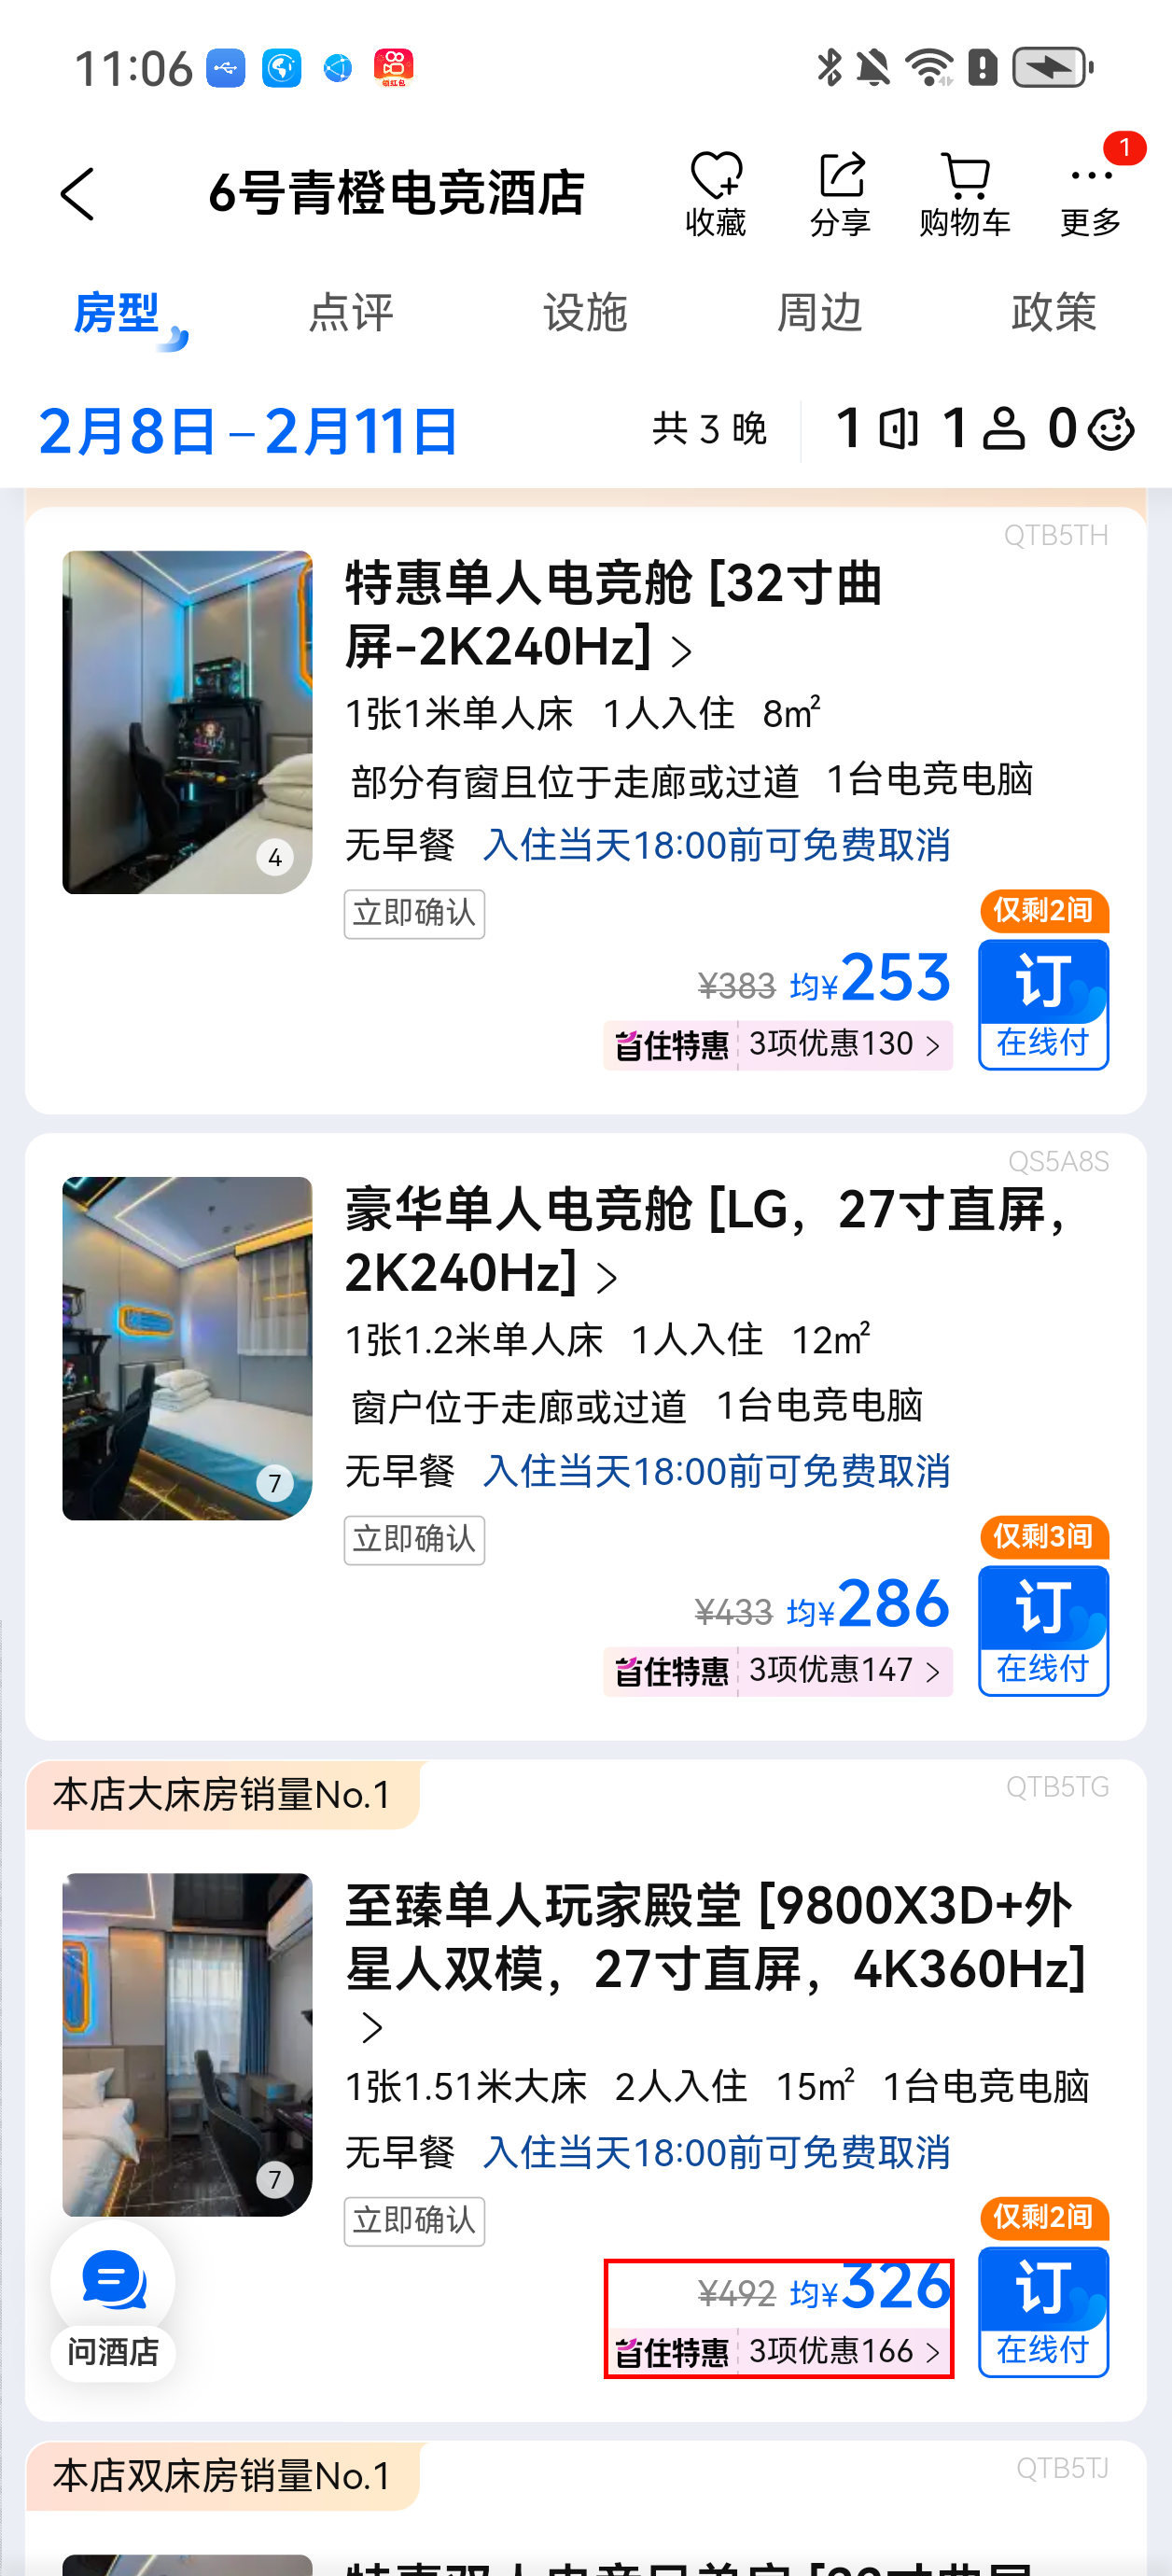 11:06
领红包
6号青橙电竞酒店
收藏
分享
购物车
更多
1
房型
点评
设施
周边
政策
2月8日 – 2月11日
共 3 晚
1
1
0
QTB5TH
特惠单人电竞舱 [32寸曲
屏-2K240Hz] >
1张1米单人床 1人入住 8㎡
部分有窗且位于走廊或过道 1台电竞电脑
无早餐 入住当天18:00前可免费取消
4
立即确认
仅剩2间
¥383 均¥253
订
首住特惠 3项优惠130 >
在线付
QS5A8S
豪华单人电竞舱 [LG，27寸直屏，
2K240Hz] >
1张1.2米单人床 1人入住 12㎡
窗户位于走廊或过道 1台电竞电脑
无早餐 入住当天18:00前可免费取消
7
立即确认
仅剩3间
¥433 均¥286
订
首住特惠 3项优惠147 >
在线付
本店大床房销量No.1
QTB5TG
至臻单人玩家殿堂 [9800X3D+外
星人双模，27寸直屏，4K360Hz]
>
1张1.51米大床 2人入住 15㎡ 1台电竞电脑
无早餐 入住当天18:00前可免费取消
7
立即确认
仅剩2间
¥492 均¥326
订
首住特惠 3项优惠166 >
在线付
问酒店
本店双床房销量No.1
QTB5TJ